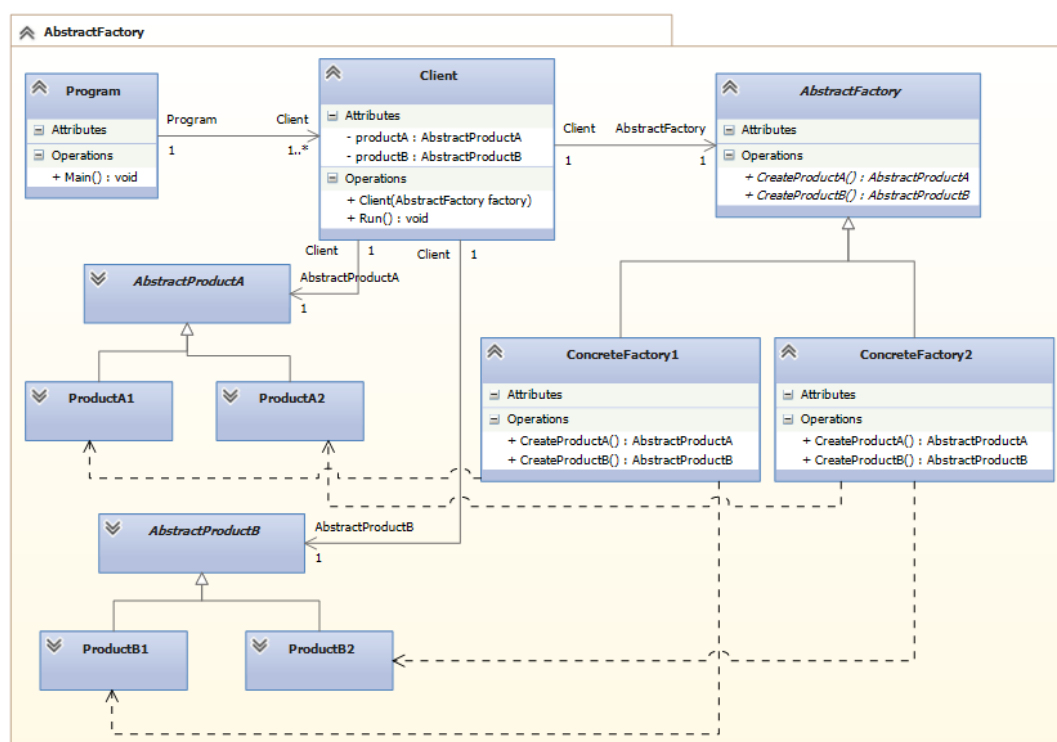 AbstractFactory
Program
Attributes
Operations
+ Main() : void
Program
1
Client
1..*
Client
Attributes
- productA : AbstractProductA
- productB : AbstractProductB
Operations
+ Client(AbstractFactory factory)
+ Run() : void
Client
1
AbstractFactory
1
AbstractFactory
Attributes
Operations
+ CreateProductA() : AbstractProductA
+ CreateProductB() : AbstractProductB
Client
1
Client
1
AbstractProductA
AbstractProductA
1
ProductA1
ProductA2
ConcreteFactory1
Attributes
Operations
+ CreateProductA() : AbstractProductA
+ CreateProductB() : AbstractProductB
ConcreteFactory2
Attributes
Operations
+ CreateProductA() : AbstractProductA
+ CreateProductB() : AbstractProductB
AbstractProductB
AbstractProductB
1
ProductB1
ProductB2